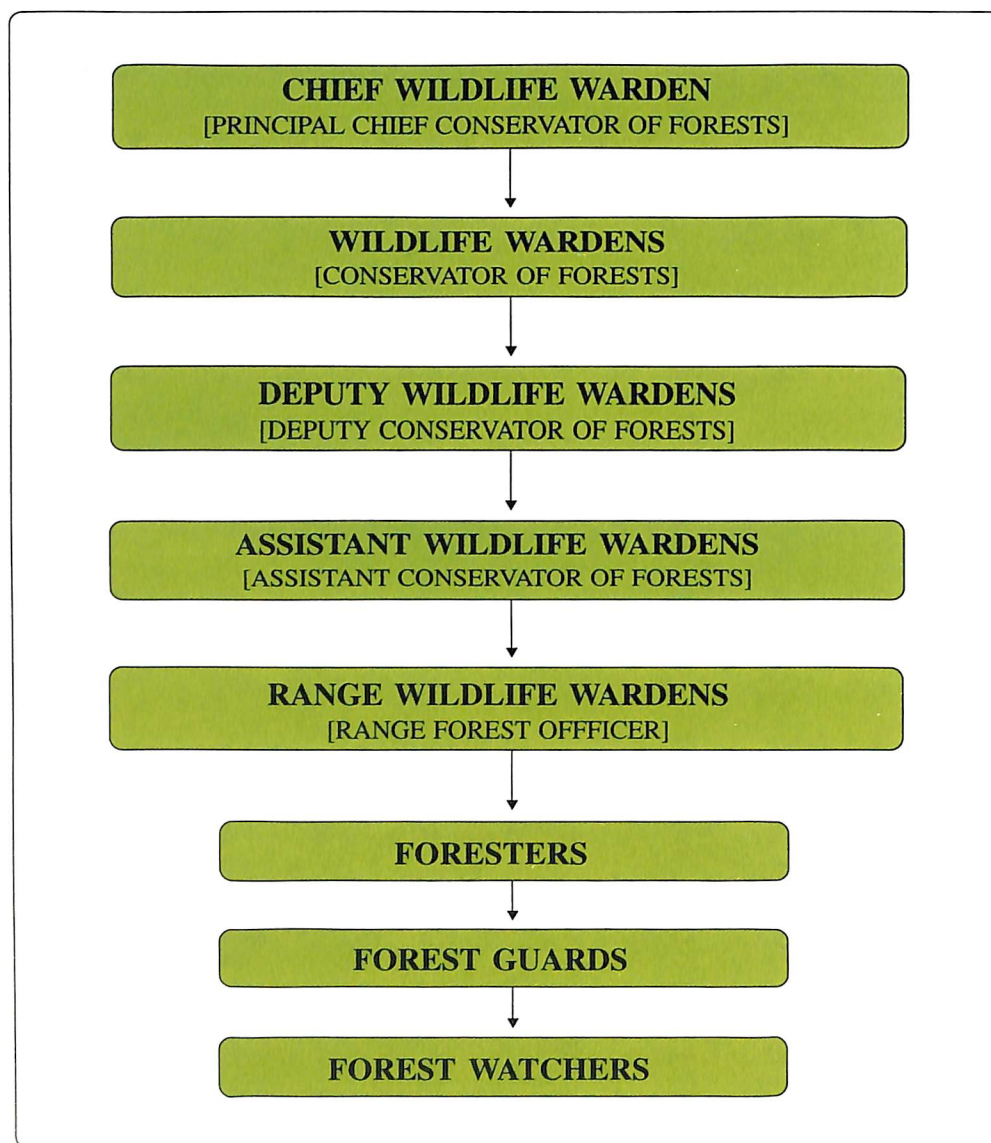 CHIEF WILDLIFE WARDEN
[PRINCIPAL CHIEF CONSERVATOR OF FORESTS]
WILDLIFE WARDENS
[CONSERVATOR OF FORESTS]
DEPUTY WILDLIFE WARDENS
[DEPUTY CONSERVATOR OF FORESTS]
ASSISTANT WILDLIFE WARDENS
[ASSISTANT CONSERVATOR OF FORESTS]
RANGE WILDLIFE WARDENS
[RANGE FOREST OFFFICER]
FORESTERS
FOREST GUARDS
FOREST WATCHERS